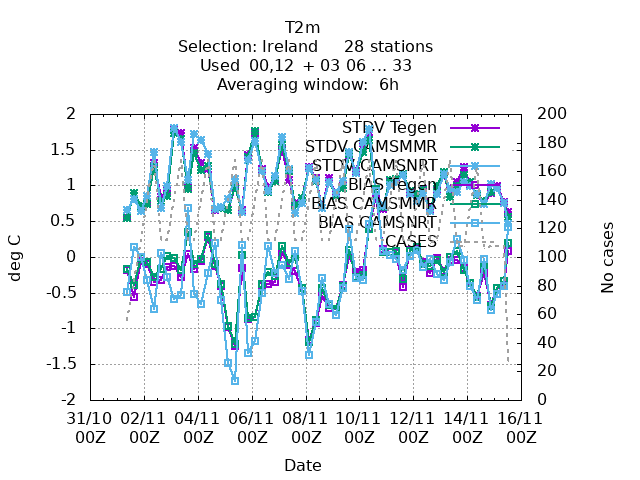 T2m
Selection: Ireland 28 stations
Used 00,12 + 03 06 ... 33
Averaging window: 6h
2
1.5
1
0.5
0
-0.5
-1
-1.5
-2
deg C
200
180
160
140
120
100
80
60
40
20
0
No cases
STDV Tegen
STDV CAMSMMR
STDV CAMSNRT
BIAS Tegen
BIAS CAMSMMR
BIAS CAMSNRT
CASES
31/10 02/11 04/11 06/11 08/11 10/11 12/11 14/11 16/11
00Z 00Z 00Z 00Z 00Z 00Z 00Z 00Z 00Z
Date